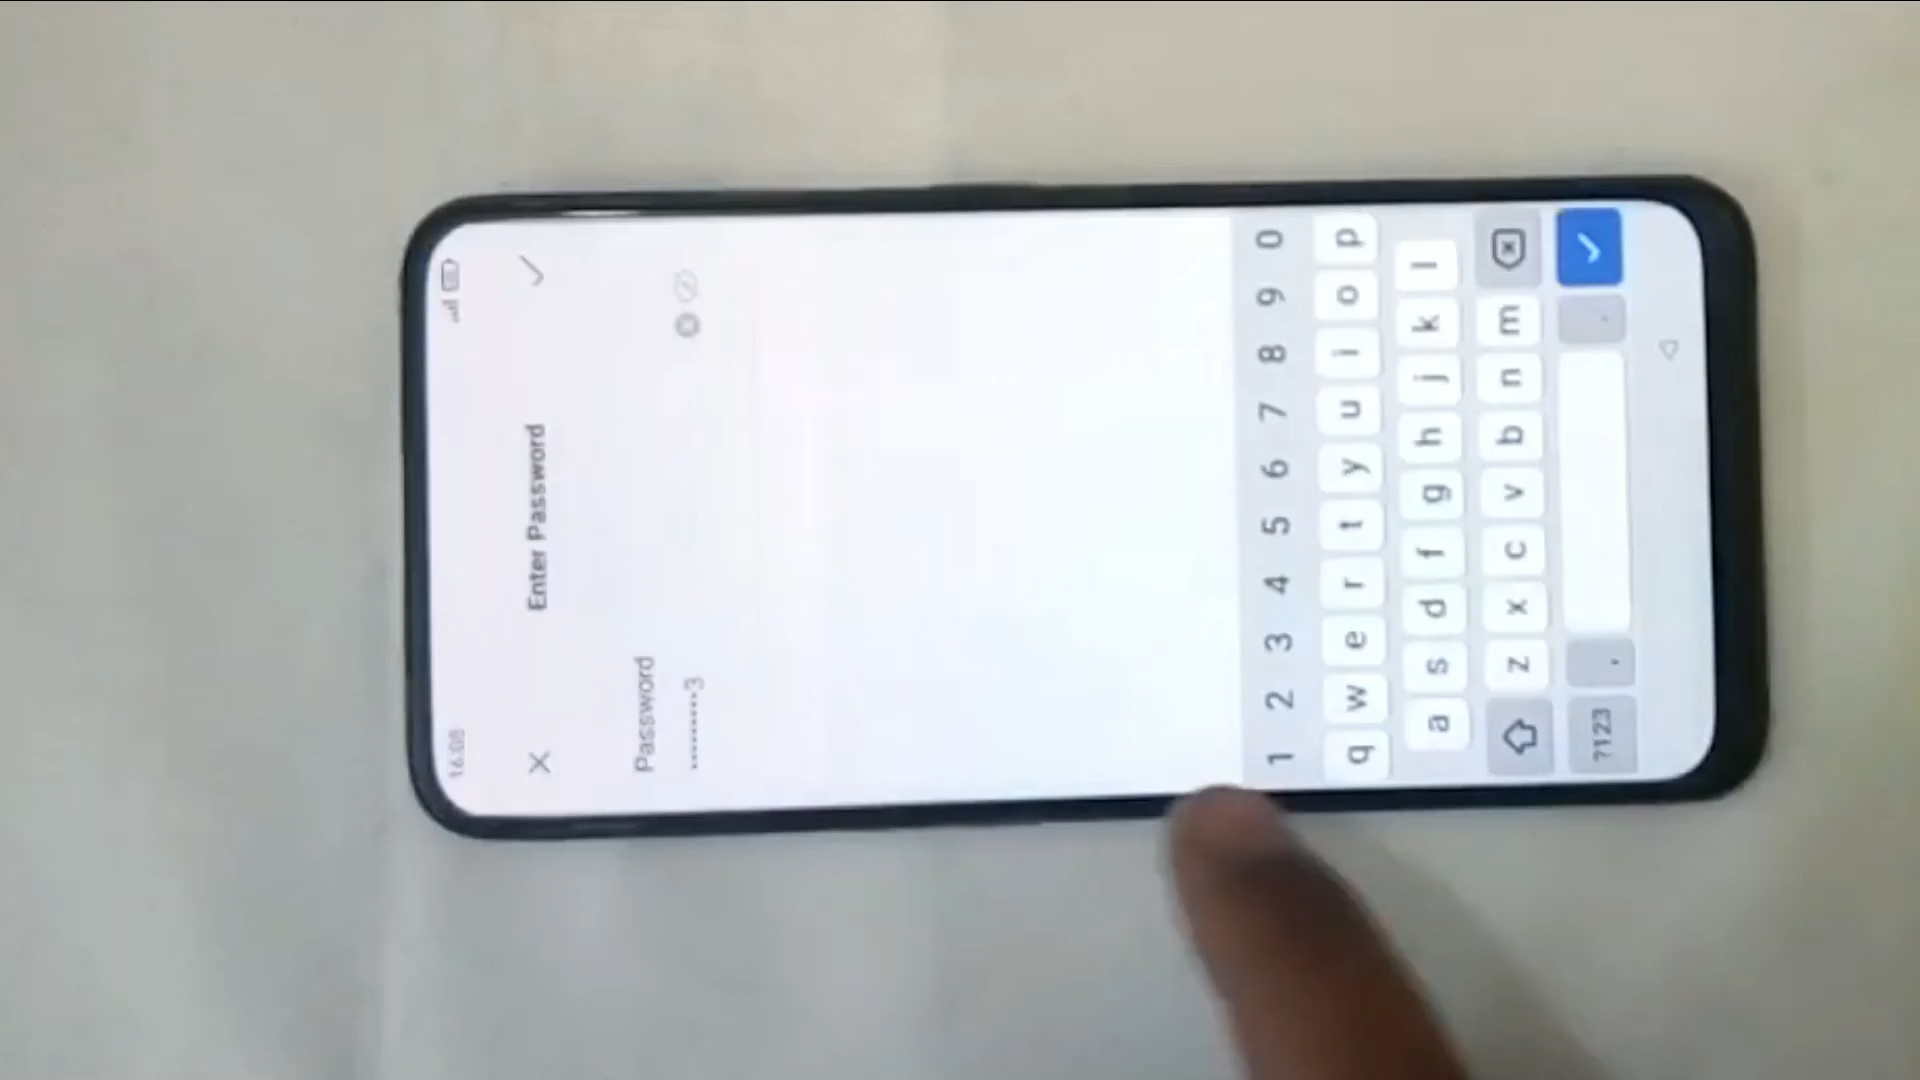 16:08
Enter Password
Password
•••••••••3
1 2 3 4 5 6 7 8 9 0
q w e r t y u i o p
a s d f g h j k l
z x c v b n m
?123 , .